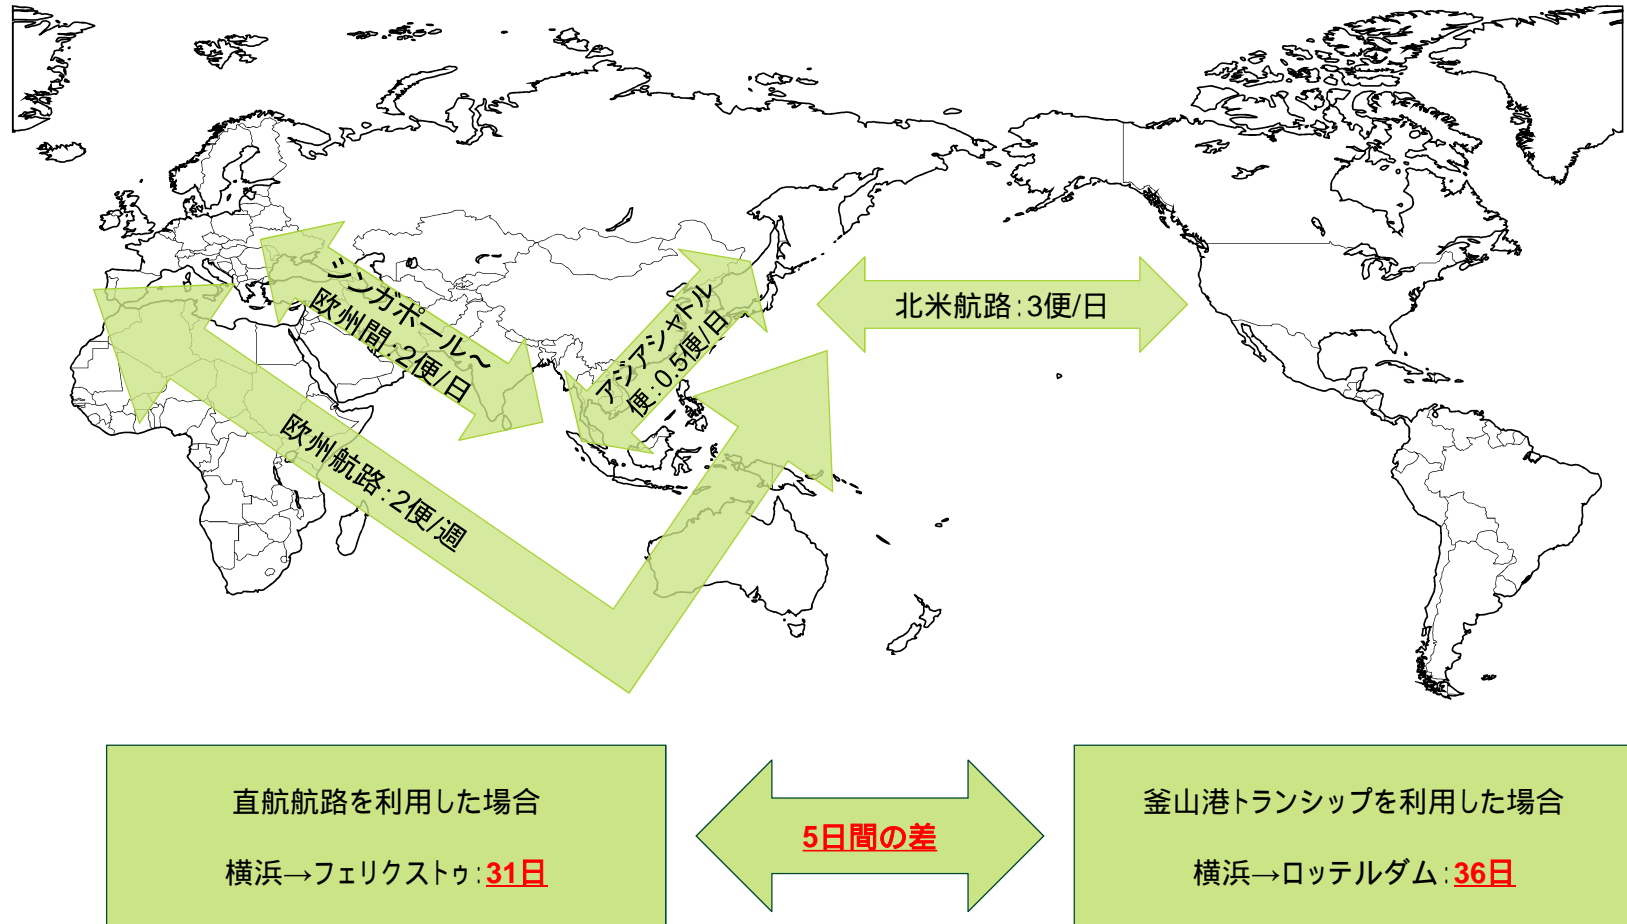 シンガポール～
欧州間：2便/日
アジアシャトル
便：0.5便/日
北米航路：3便/日
欧州航路：2便/週
直航航路を利用した場合
横浜→フェリクストゥ：31日
5日間の差
釜山港トランシップを利用した場合
横浜→ロッテルダム：36日